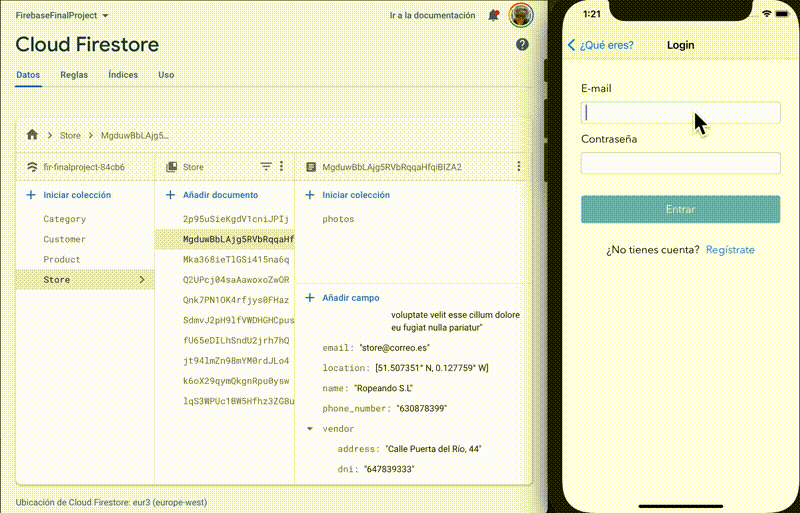 FirebaseFinalProject
Ir a la documentación
Cloud Firestore
Datos Reglas Índices Uso
Store MgduwBbLAjg5...
fir-finalproject-84cb6
Iniciar colección
Category
Customer
Product
Store
Store
Añadir documento
2p95uSieKgdV1cniJPIj
MgduwBbLAjg5RVbRqqaHf
Mka368ieTlGSi415na6q
Q2UPcj04saAawoxoZwOR
Qnk7PN1OK4rfjys0FHaz
SdmvJ2pH9lfVWDHGHCpus
fU65eDILhSndU2jrh7hQ
jt94lmZn98mYM0rdJLo4
k6oX29qymQkgnRpu0ysw
lqS3WPUc1BW5Hfhz3ZGBu
MgduwBbLAjg5RVbRqqaHfqiBIZA2
Iniciar colección
photos
Añadir campo
voluptate velit esse cillum dolore
eu fugiat nulla pariatur"
email: "store@correo.es"
location: [51.507351° N, 0.127759° W]
name: "Ropeando S.L"
phone_number: "630878399"
vendor
address: "Calle Puerta del Río, 44"
dni: "647839333"
Ubicación de Cloud Firestore: eur3 (europe-west)
1:21
¿Qué eres? Login
E-mail
Contraseña
Entrar
¿No tienes cuenta? Regístrate